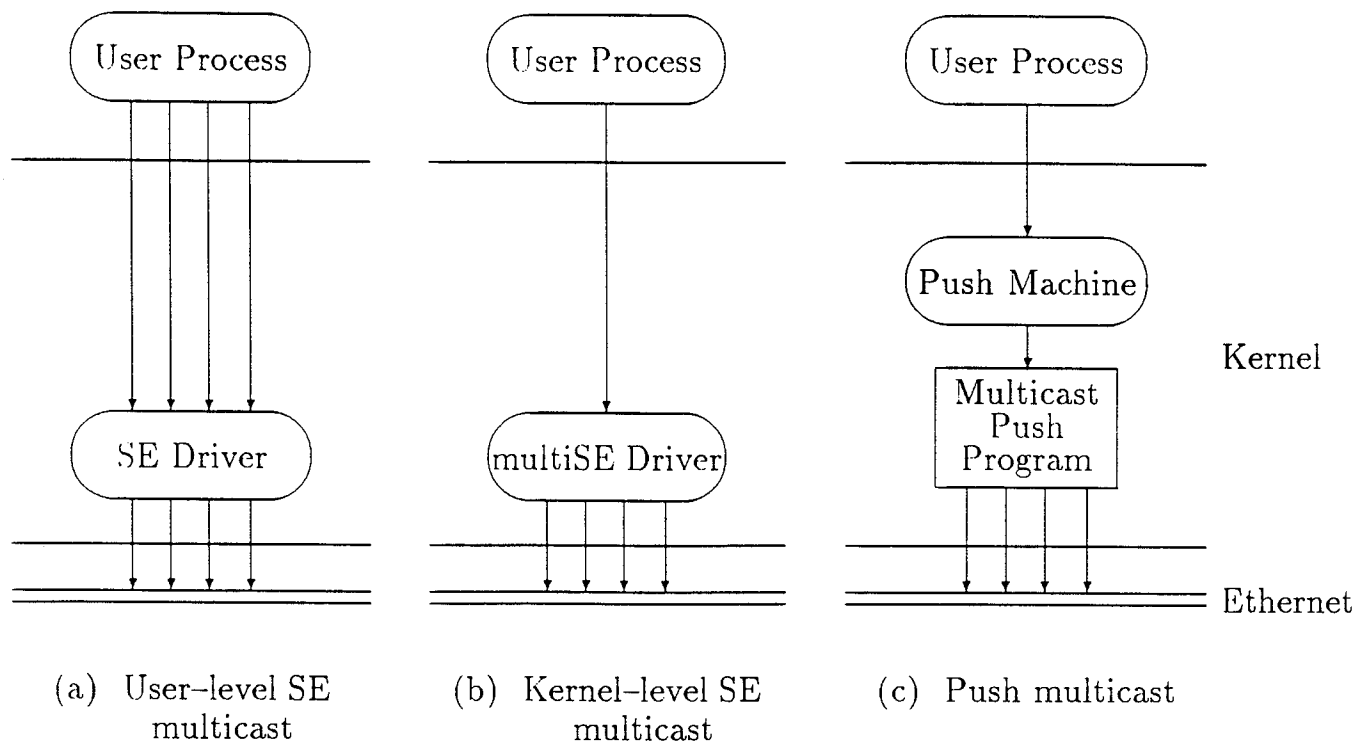 User Process
User Process
User Process
Push Machine
Kernel
Multicast
Push
Program
SE Driver
multiSE Driver
Ethernet
(a) User–level SE
multicast
(b) Kernel–level SE
multicast
(c) Push multicast